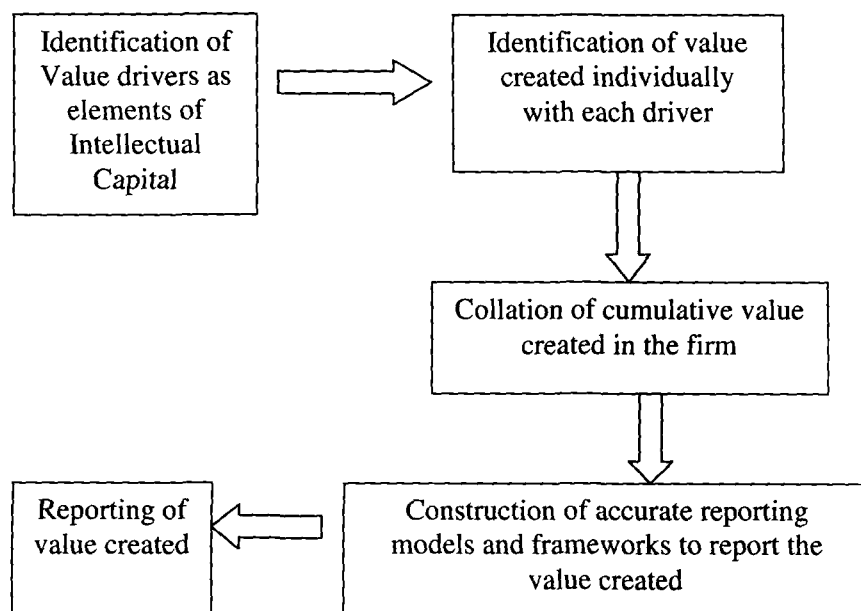 Identification of
Value drivers as
elements of
Intellectual
Capital
Identification of value
created individually
with each driver
Collation of cumulative value
created in the firm
Construction of accurate reporting
models and frameworks to report the
value created
Reporting of
value created